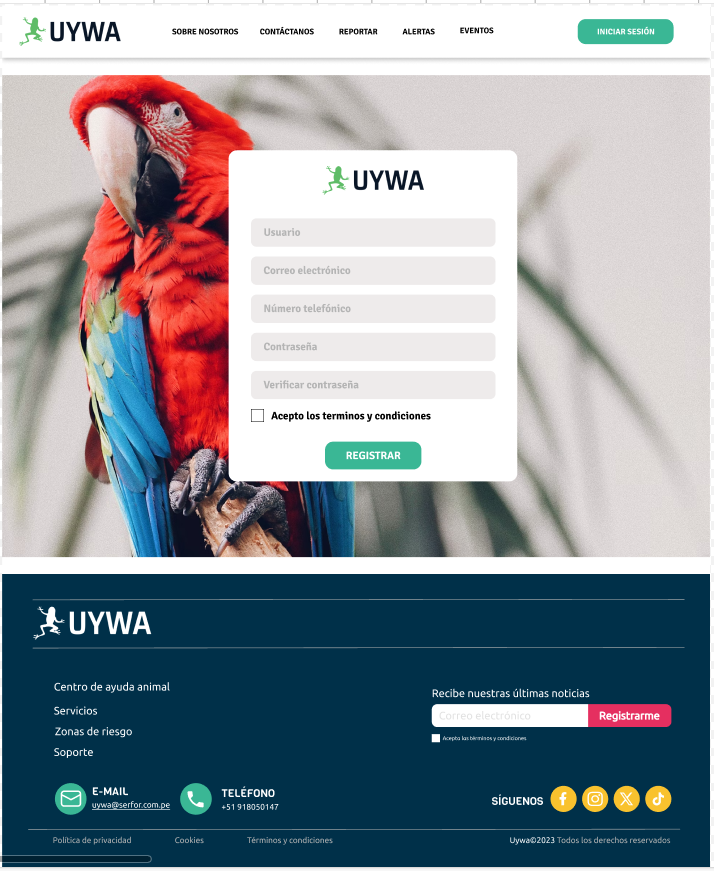 UYWA
SOBRE NOSOTROS
CONTÁCTANOS
REPORTAR
ALERTAS
EVENTOS
INICIAR SESIÓN
UYWA
Usuario
Correo electrónico
Número telefónico
Contraseña
Verificar contraseña
Acepto los terminos y condiciones
REGISTRAR
UYWA
Centro de ayuda animal
Servicios
Zonas de riesgo
Soporte
Recibe nuestras últimas noticias
Correo electrónico
Registrarme
Acepto los términos y condiciones
E-MAIL
uywa@serfor.com.pe
TELÉFONO
+51 918050147
SÍGUENOS
Política de privacidad
Cookies
Términos y condiciones
Uywa©2023 Todos los derechos reservados